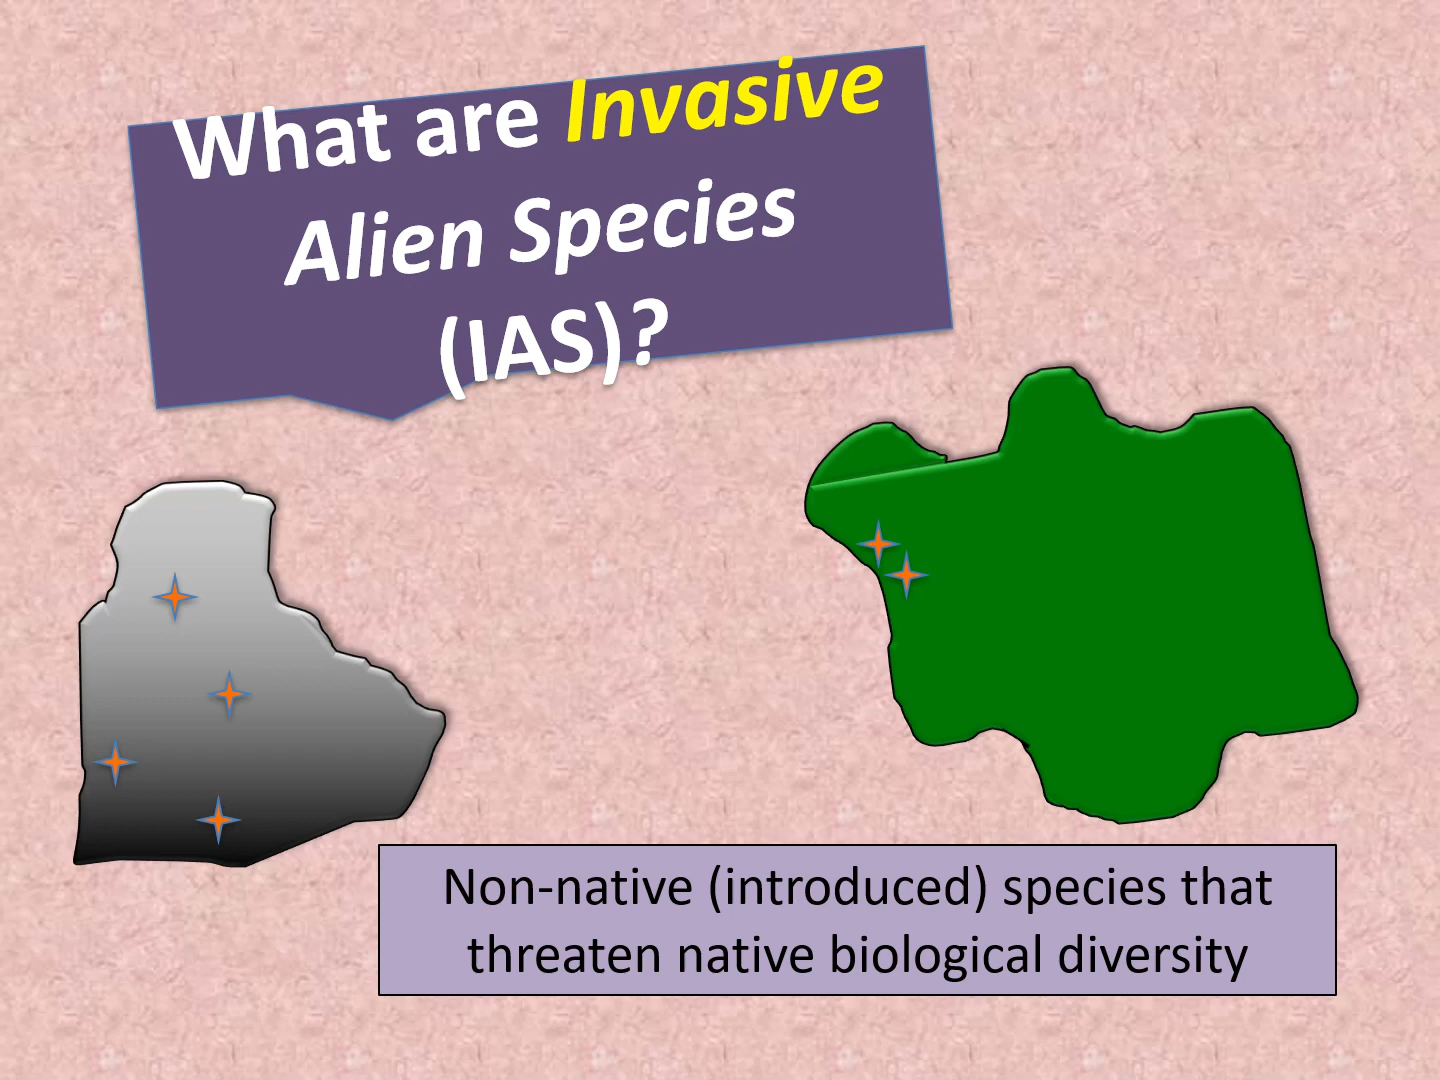 What are Invasive
Alien Species
(IAS)?
Non-native (introduced) species that
threaten native biological diversity